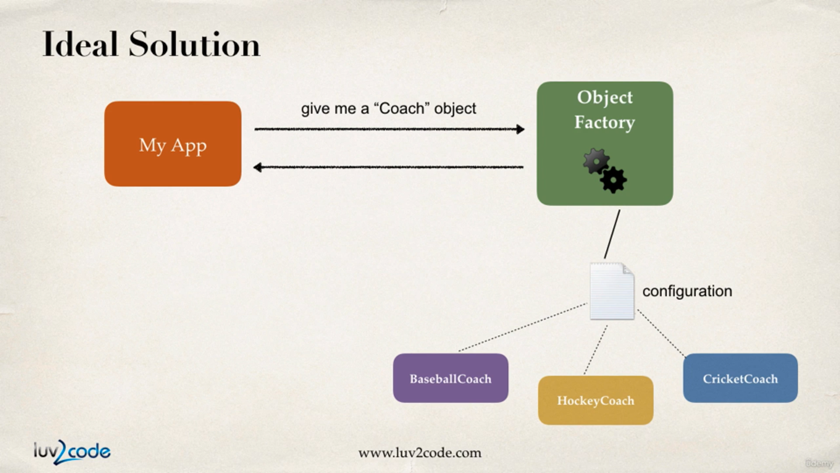 Ideal Solution
give me a “Coach” object
My App
Object
Factory
configuration
BaseballCoach
HockeyCoach
CricketCoach
luv2code
www.luv2code.com